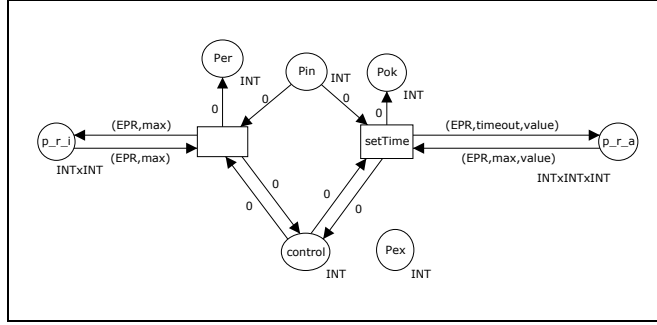 Per
INT
Pin
INT
Pok
INT
0
0
0
0
(EPR,max)
(EPR,timeout,value)
p_r_i
setTime
p_r_a
(EPR,max)
(EPR,max,value)
INTxINT
INTxINTxINT
0
0
0
0
control
INT
Pex
INT